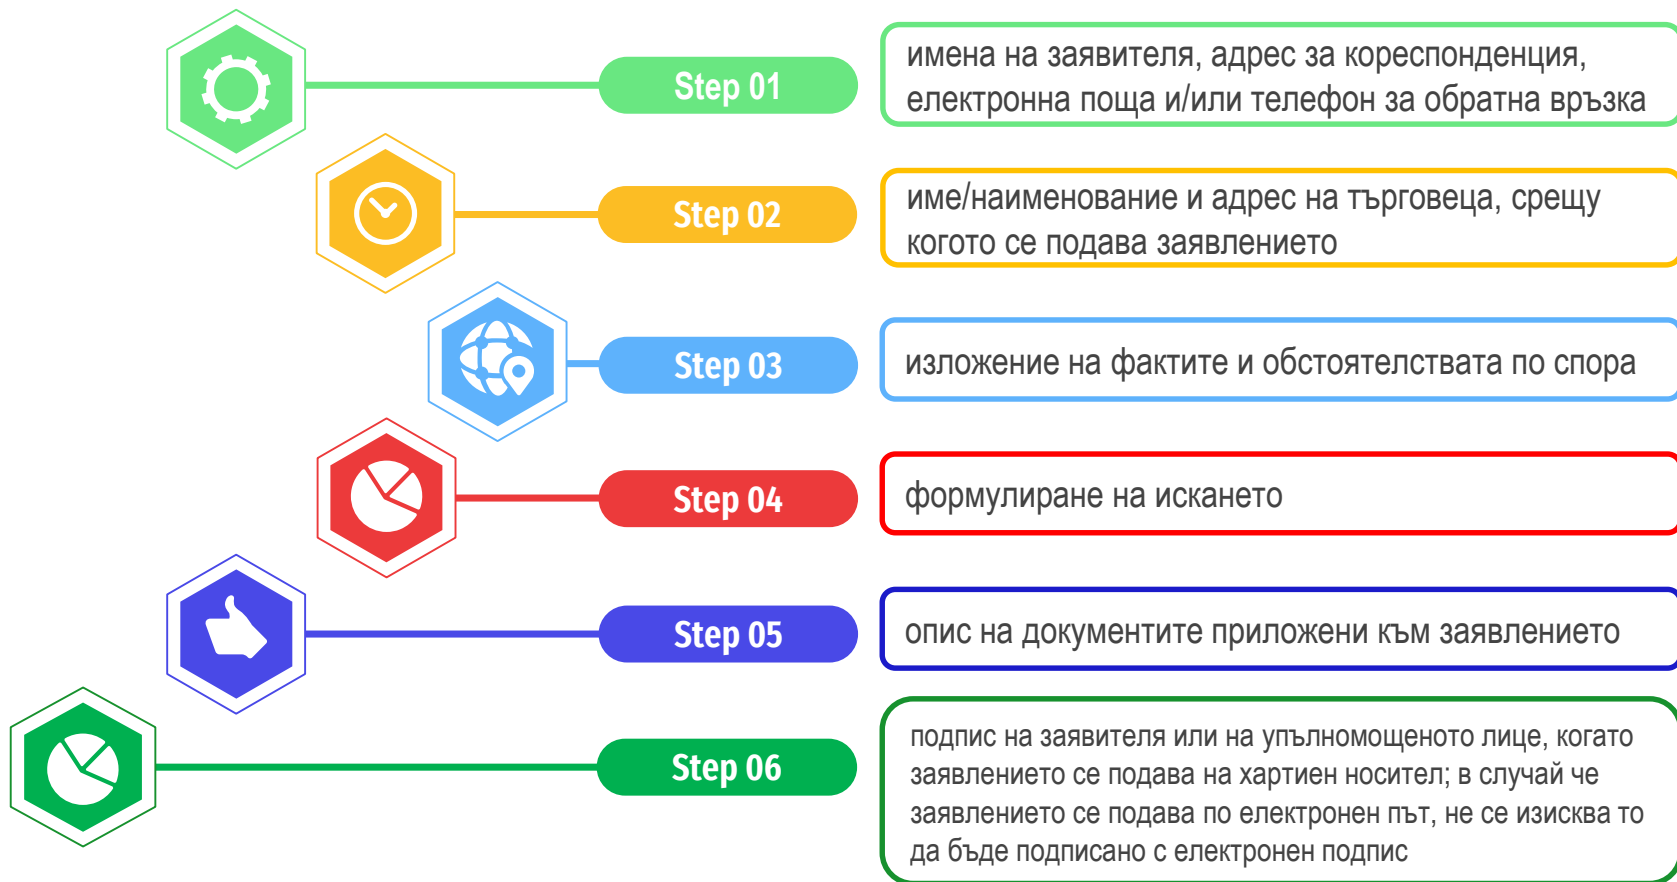 Step 01
имена на заявителя, адрес за кореспонденция,
електронна поща и/или телефон за обратна връзка
Step 02
име/наименование и адрес на търговеца, срещу
когото се подава заявлението
Step 03
изложение на фактите и обстоятелствата по спора
Step 04
формулиране на искането
Step 05
опис на документите приложени към заявлението
Step 06
подпис на заявителя или на упълномощеното лице, когато
заявлението се подава на хартиен носител; в случай че
заявлението се подава по електронен път, не се изисква то
да бъде подписано с електронен подпис